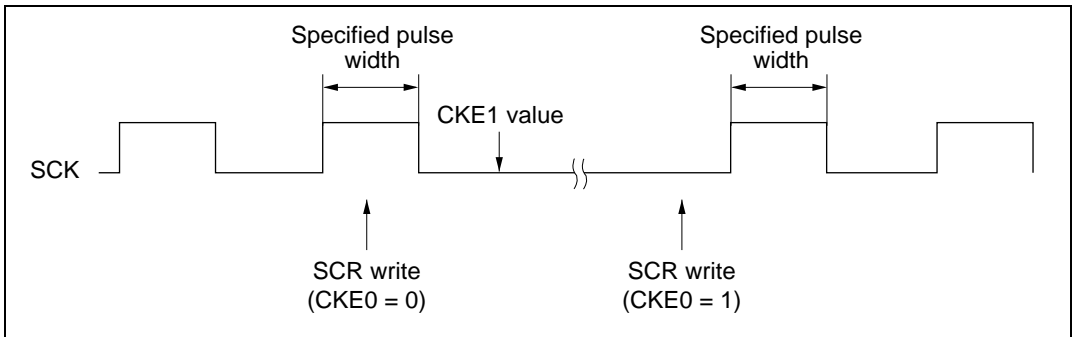 Specified pulse
width
Specified pulse
width
CKE1 value
SCK
SCR write
(CKE0 = 0)
SCR write
(CKE0 = 1)